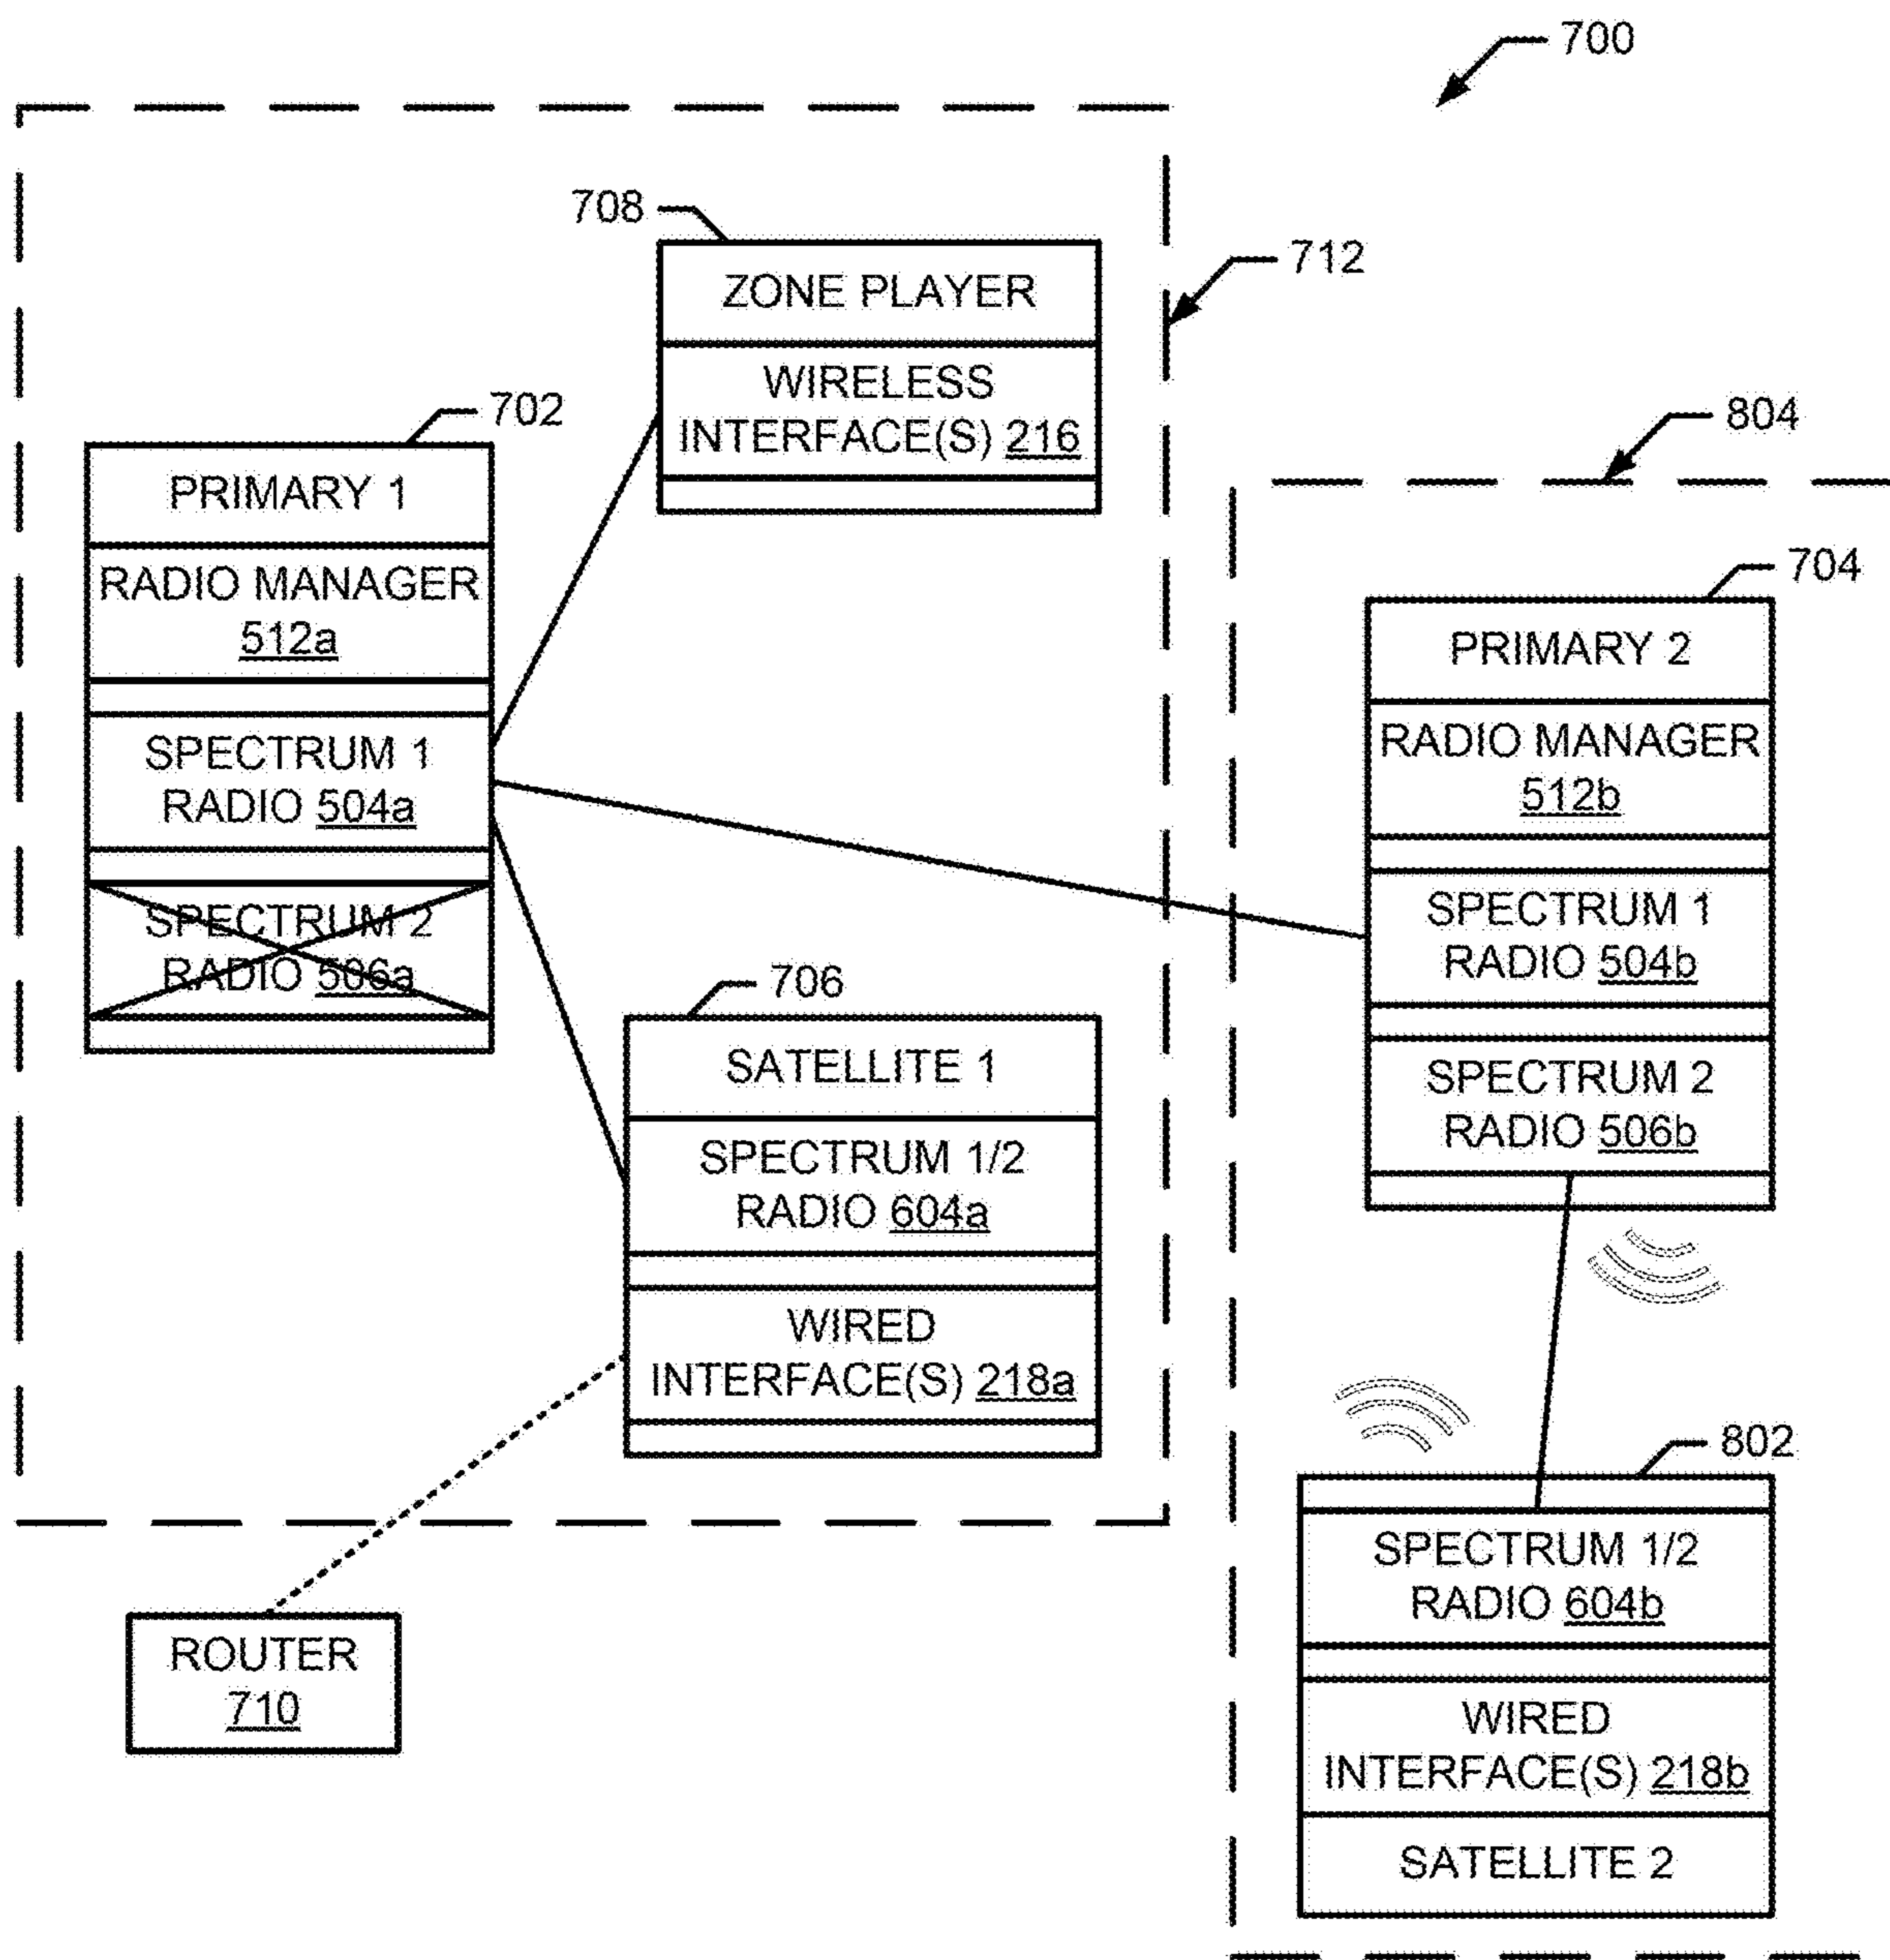 700
708
712
ZONE PLAYER
WIRELESS
INTERFACE(S) 216
702
PRIMARY 1
RADIO MANAGER
512a
SPECTRUM 1
RADIO 504a
SPECTRUM 2
RADIO 506a
706
SATELLITE 1
SPECTRUM 1/2
RADIO 604a
WIRED
INTERFACE(S) 218a
ROUTER
710
804
704
PRIMARY 2
RADIO MANAGER
512b
SPECTRUM 1
RADIO 504b
SPECTRUM 2
RADIO 506b
802
SPECTRUM 1/2
RADIO 604b
WIRED
INTERFACE(S) 218b
SATELLITE 2